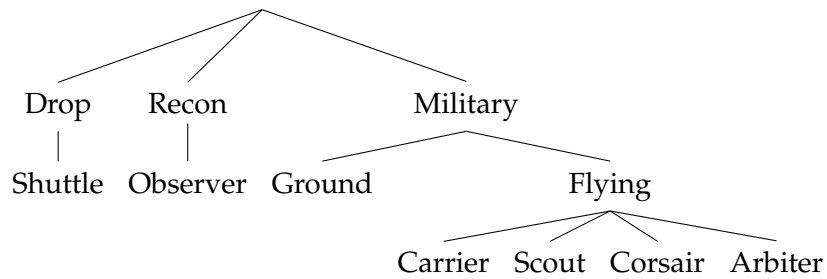 Drop Recon Military
Shuttle Observer Ground Flying
Carrier Scout Corsair Arbiter